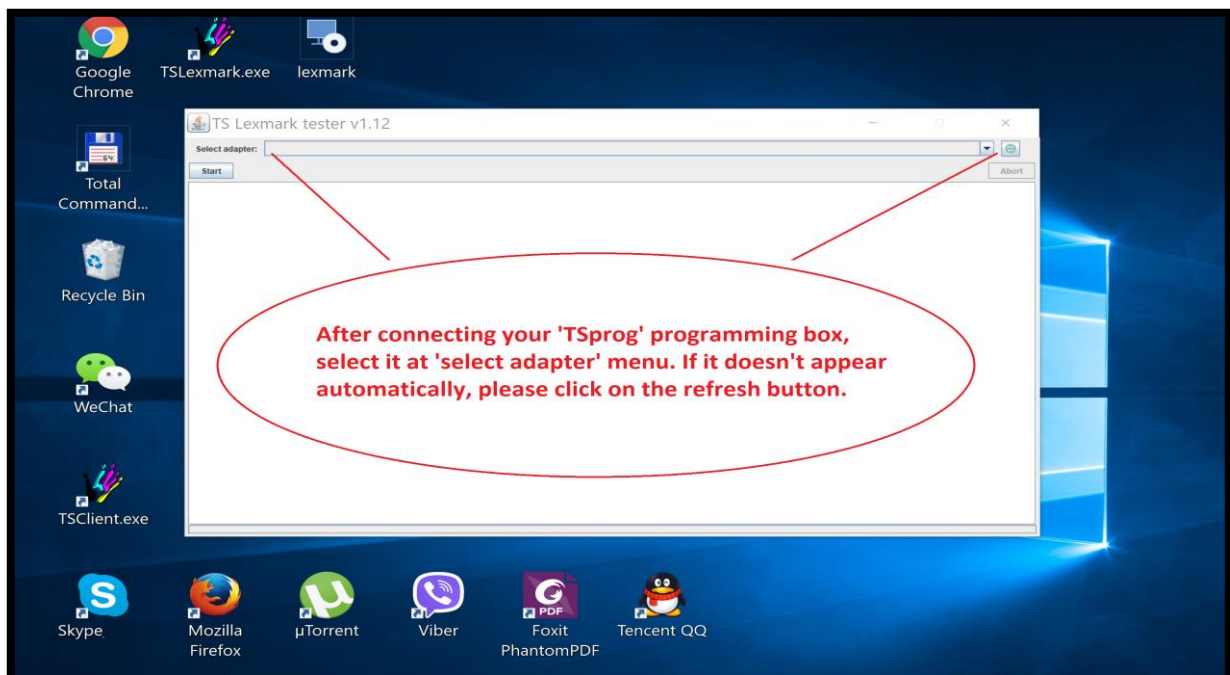 Google
Chrome
TSLexmark.exe
lexmark
TS Lexmark tester v1.12
Select adapter:
Start
Abort
64
Total
Command...
Recycle Bin
After connecting your 'TSprog' programming box,
select it at 'select adapter' menu. If it doesn't appear
automatically, please click on the refresh button.
WeChat
TSClient.exe
S
Skype
Mozilla
Firefox
µ
µTorrent
Viber
G
PDF
Foxit
PhantomPDF
Tencent QQ